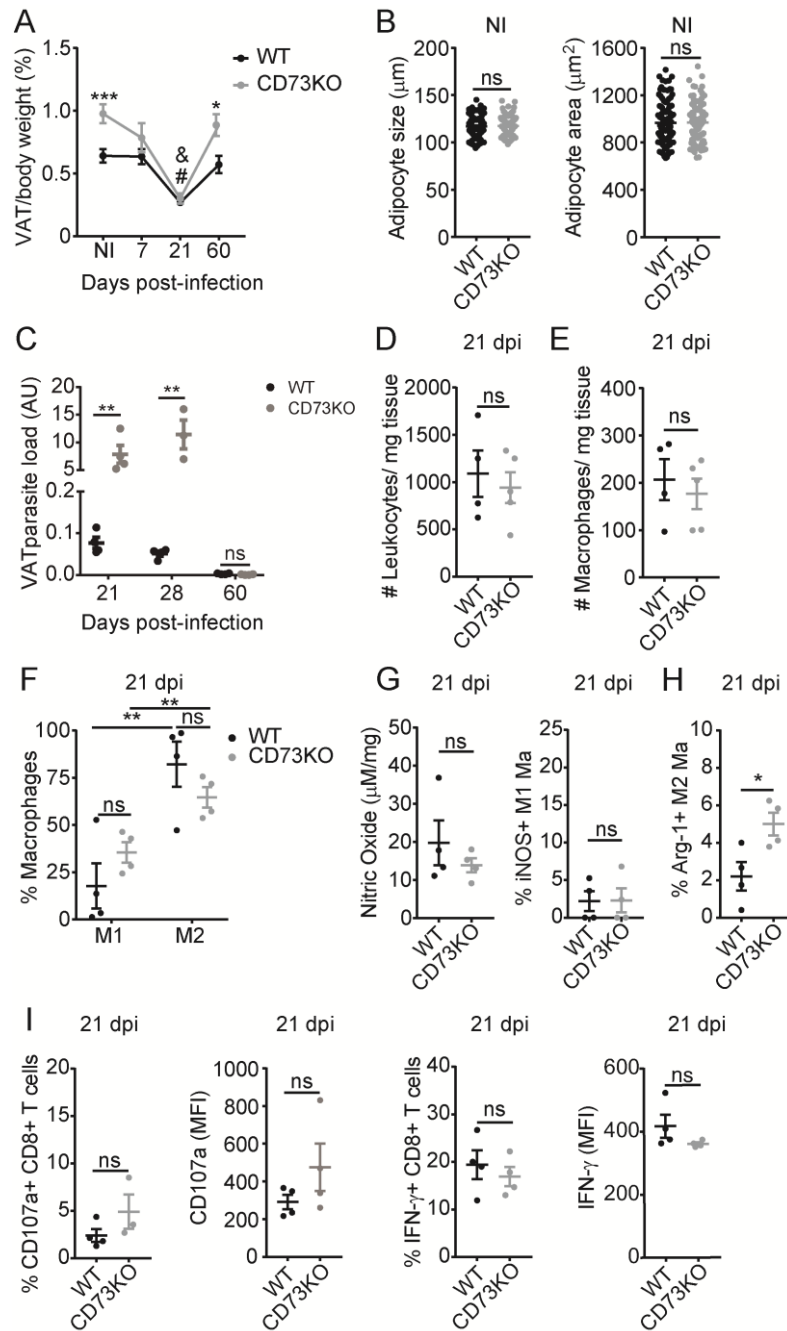 A
WT
CD73KO
VAT/body weight (%)
1.5
1.0
0.5
0
***
&
#
*
NI 7 21 60
Days post-infection
B
NI
Adipocyte size (μm)
200
150
100
50
0
ns
WT
CD73KO
NI
Adipocyte area (μm²)
1600
1200
800
400
0
ns
WT
CD73KO
C
VATparasite load (AU)
20
15
10
5
0.2
0.1
0.0
**
**
ns
21 28 60
Days post-infection
WT
CD73KO
D
21 dpi
# Leukocytes/ mg tissue
2000
1500
1000
500
0
ns
WT
CD73KO
E
21 dpi
# Macrophages/ mg tissue
400
300
200
100
0
ns
WT
CD73KO
F
21 dpi
% Macrophages
100
75
50
25
0
**
**
ns
ns
M1 M2
WT
CD73KO
G
21 dpi
Nitric Oxide (μM/mg)
50
40
30
20
10
0
ns
WT
CD73KO
21 dpi
% iNOS+ M1 Ma
25
20
15
10
5
0
ns
WT
CD73KO
H
21 dpi
% Arg-1+ M2 Ma
10
8
6
4
2
0
*
WT
CD73KO
I
21 dpi
% CD107a+ CD8+ T cells
20
15
10
5
0
ns
WT
CD73KO
21 dpi
CD107a (MFI)
1000
800
600
400
200
0
ns
WT
CD73KO
21 dpi
% IFN-γ+ CD8+ T cells
40
30
20
10
0
ns
WT
CD73KO
21 dpi
IFN-γ (MFI)
600
400
200
0
ns
WT
CD73KO